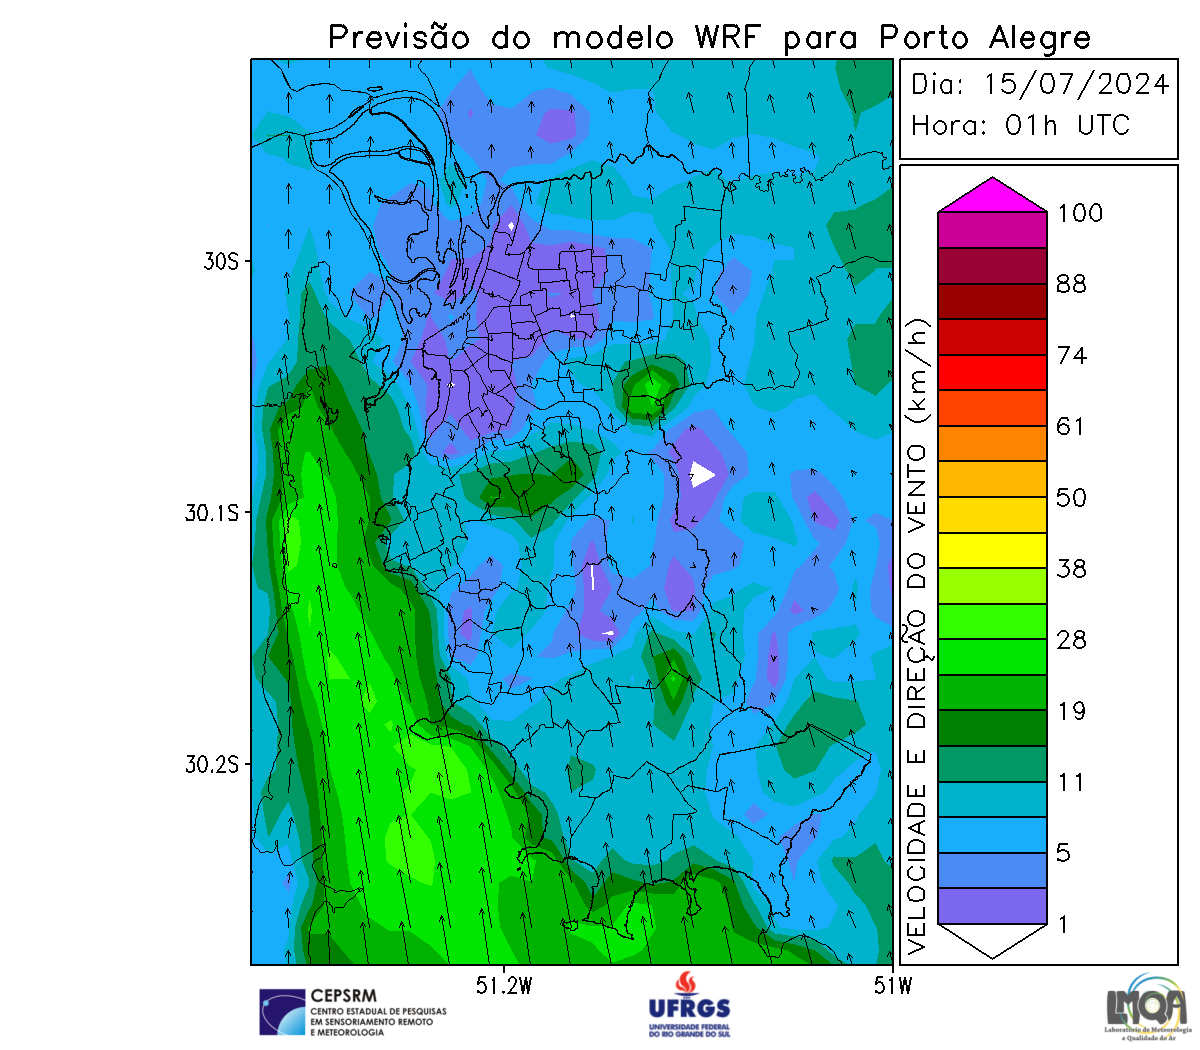 Previsão do modelo WRF para Porto Alegre
Dia: 15/07/2024
Hora: 01h UTC
30S
30.1S
30.2S
51.2W
51W
VELOCIDADE E DIREÇÃO DO VENTO (km/h)
100
88
74
61
50
38
28
19
11
5
1
CEPSRM
CENTRO ESTADUAL DE PESQUISAS
EM SENSORIAMENTO REMOTO
E METEOROLOGIA
UFRGS
UNIVERSIDADE FEDERAL
DO RIO GRANDE DO SUL
LMQA
Laboratório de Meteorologia
e Qualidade do Ar